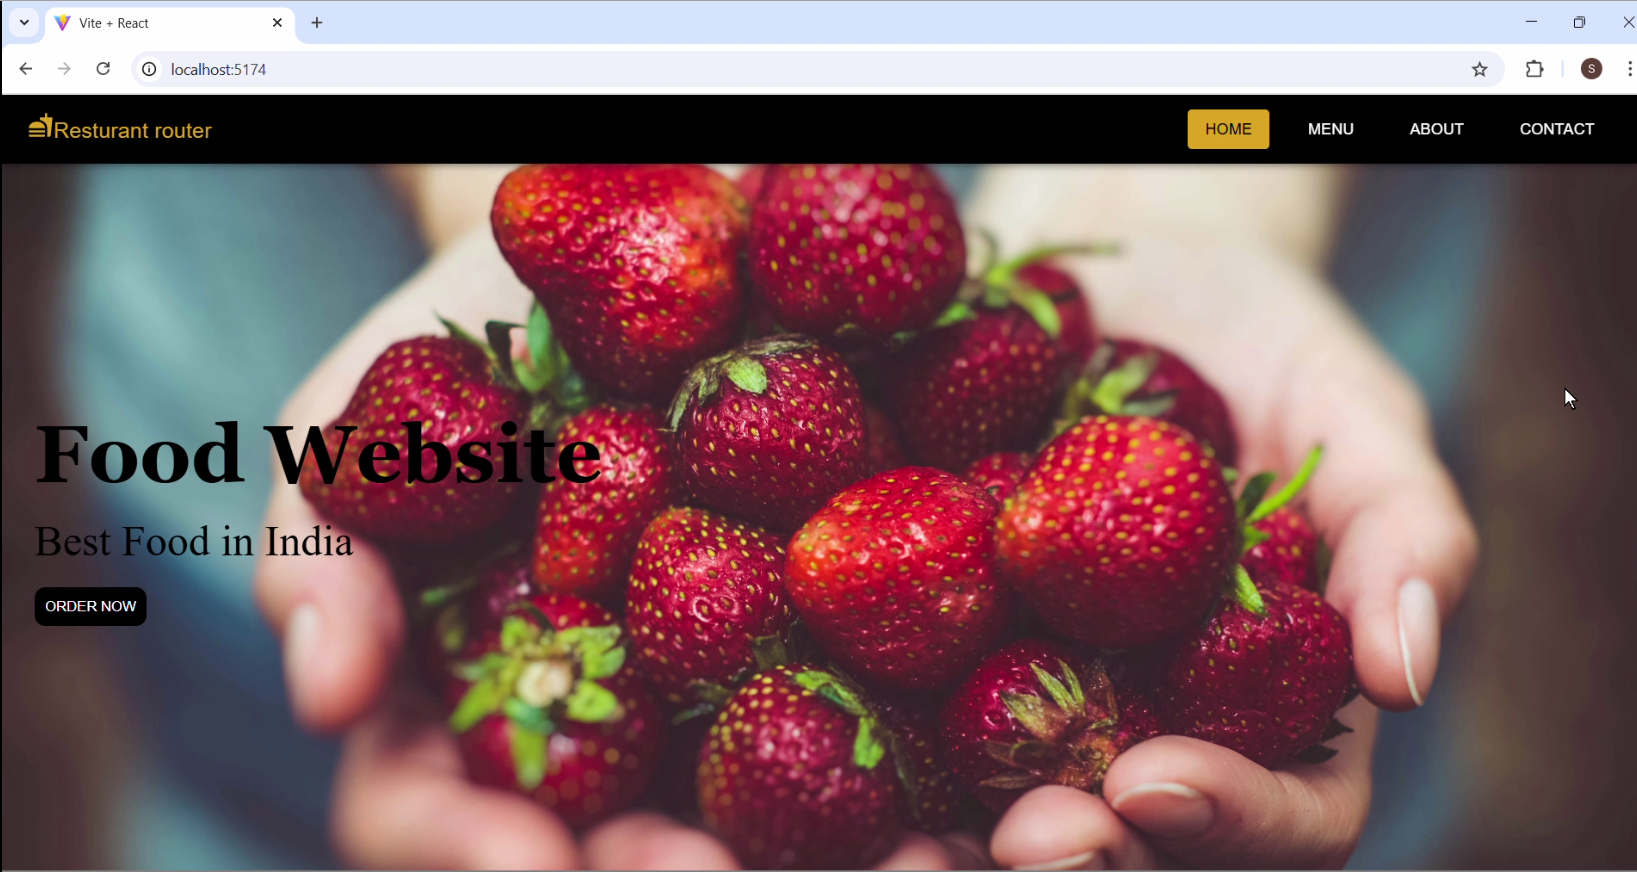 Vite + React
localhost:5174
S
Resturant router
HOME MENU ABOUT CONTACT
Food Website
Best Food in India
ORDER NOW